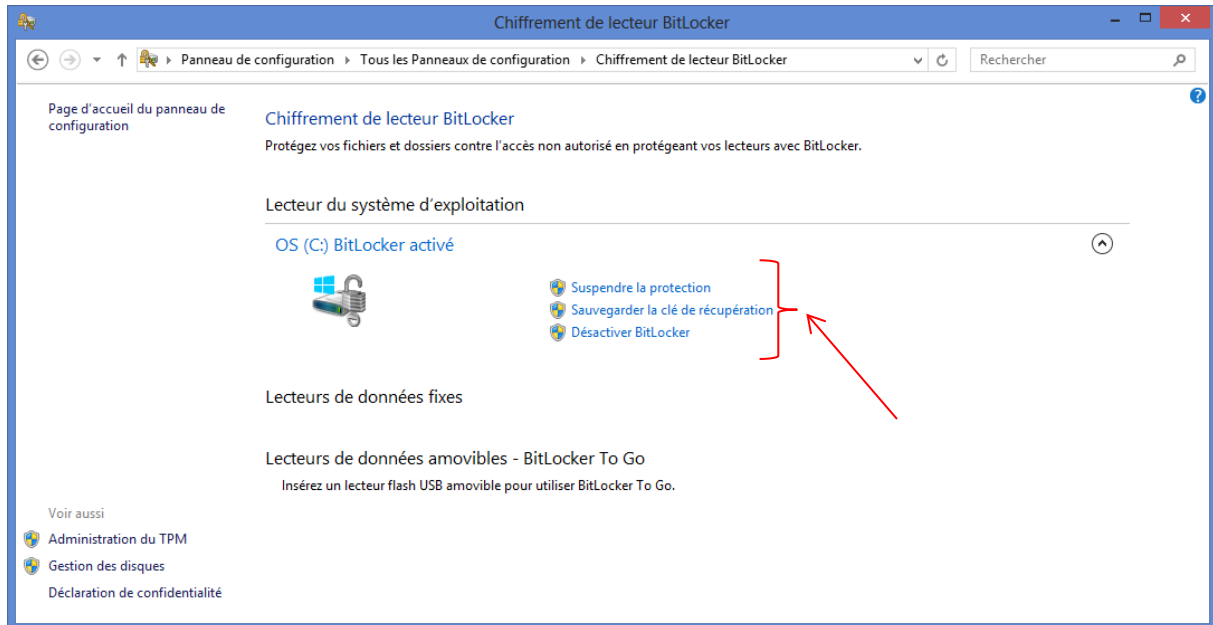 Chiffrement de lecteur BitLocker
Panneau de configuration Tous les Panneaux de configuration Chiffrement de lecteur BitLocker
Rechercher
Page d'accueil du panneau de
configuration
Chiffrement de lecteur BitLocker
Protégez vos fichiers et dossiers contre l'accès non autorisé en protégeant vos lecteurs avec BitLocker.
Lecteur du système d'exploitation
OS (C:) BitLocker activé
Suspendre la protection
Sauvegarder la clé de récupération
Désactiver BitLocker
Lecteurs de données fixes
Lecteurs de données amovibles - BitLocker To Go
Insérez un lecteur flash USB amovible pour utiliser BitLocker To Go.
Voir aussi
Administration du TPM
Gestion des disques
Déclaration de confidentialité